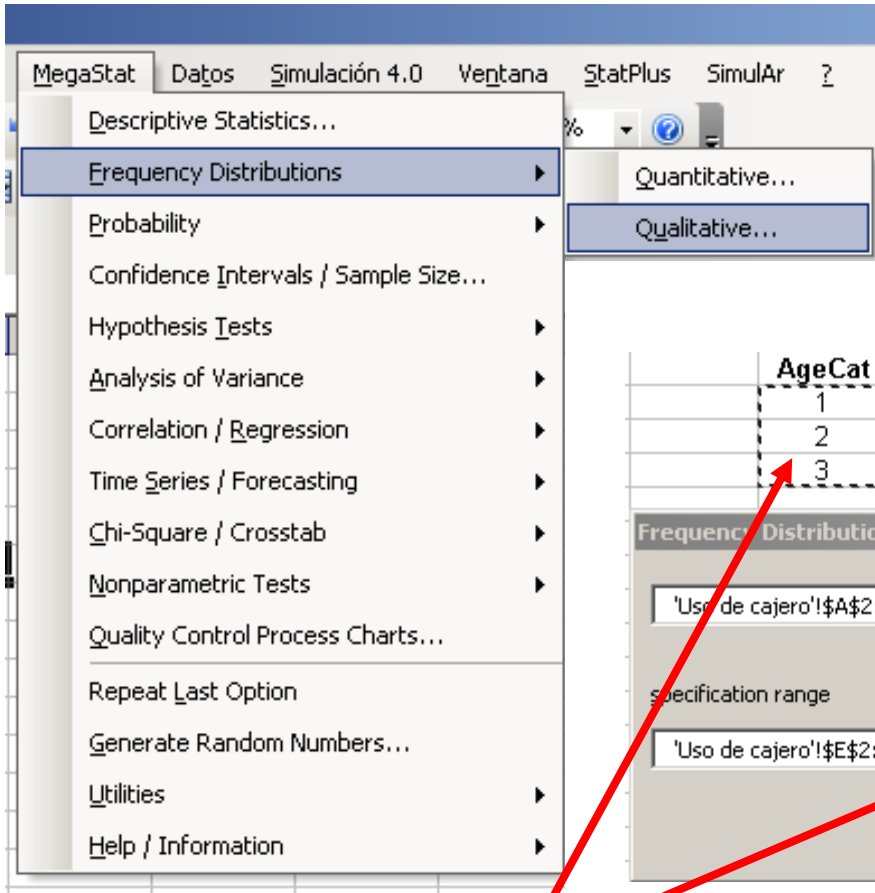 MegaStat Datos Simulación 4.0 Ventana StatPlus SimulAr ?
Descriptive Statistics...
%
Frequency Distributions
Quantitative...
Qualitative...
Probability
Confidence Intervals / Sample Size...
Hypothesis Tests
Analysis of Variance
Correlation / Regression
Time Series / Forecasting
Chi-Square / Crosstab
Nonparametric Tests
Quality Control Process Charts...
Repeat Last Option
Generate Random Numbers...
Utilities
Help / Information
AgeCat
1
2
3
Frequency
'Uso de cajero'!$A$2
specification range
'Uso de cajero'!$E$2: